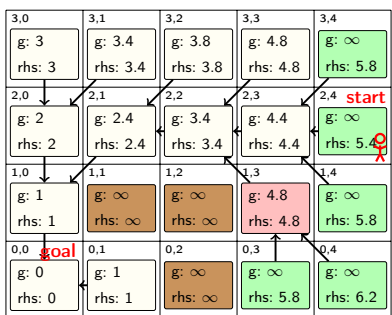 3,0 3,1 3,2 3,3 3,4
g: 3 g: 3.4 g: 3.8 g: 4.8 g: ∞
rhs: 3 rhs: 3.4 rhs: 3.8 rhs: 4.8 rhs: 5.8
2,0 2,1 2,2 2,3 2,4 start
g: 2 g: 2.4 g: 3.4 g: 4.4 g: ∞
rhs: 2 rhs: 2.4 rhs: 3.4 rhs: 4.4 rhs: 5.4
1,0 1,1 1,2 1,3 1,4
g: 1 g: ∞ g: ∞ g: 4.8 g: ∞
rhs: 1 rhs: ∞ rhs: ∞ rhs: 4.8 rhs: 5.8
0,0 goal 0,1 0,2 0,3 0,4
g: 0 g: 1 g: ∞ g: ∞ g: ∞
rhs: 0 rhs: 1 rhs: ∞ rhs: 5.8 rhs: 6.2